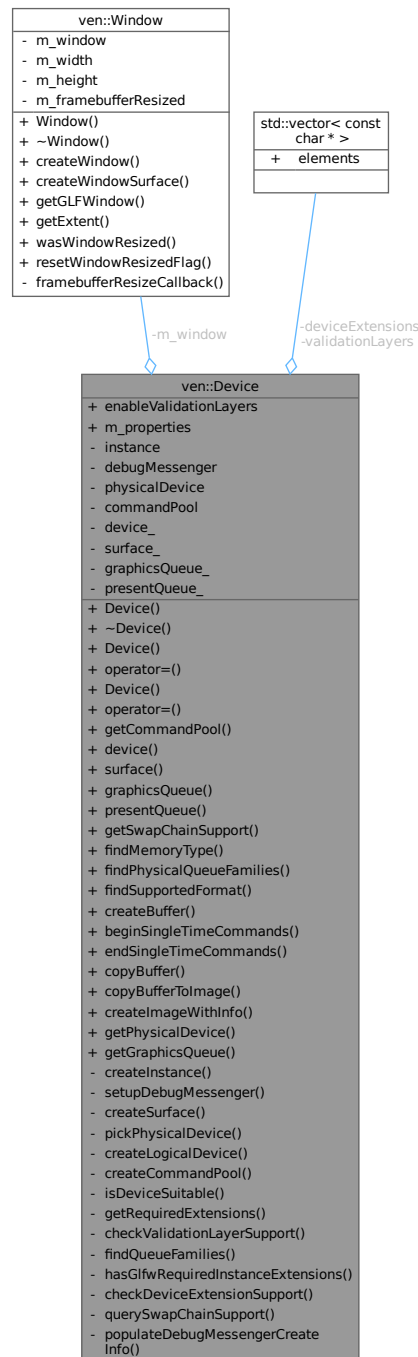 ven::Window
- m_window
- m_width
- m_height
- m_framebufferResized
+ Window()
+ ~Window()
+ createWindow()
+ createWindowSurface()
+ getGLFWindow()
+ getExtent()
+ wasWindowResized()
+ resetWindowResizedFlag()
- framebufferResizeCallback()
std::vector< const
char * >
+ elements
-m_window
-deviceExtensions
-validationLayers
ven::Device
+ enableValidationLayers
+ m_properties
- instance
- debugMessenger
- physicalDevice
- commandPool
- device_
- surface_
- graphicsQueue_
- presentQueue_
+ Device()
+ ~Device()
+ Device()
+ operator=()
+ Device()
+ operator=()
+ getCommandPool()
+ device()
+ surface()
+ graphicsQueue()
+ presentQueue()
+ getSwapChainSupport()
+ findMemoryType()
+ findPhysicalQueueFamilies()
+ findSupportedFormat()
+ createBuffer()
+ beginSingleTimeCommands()
+ endSingleTimeCommands()
+ copyBuffer()
+ copyBufferToImage()
+ createImageWithInfo()
+ getPhysicalDevice()
+ getGraphicsQueue()
- createInstance()
- setupDebugMessenger()
- createSurface()
- pickPhysicalDevice()
- createLogicalDevice()
- createCommandPool()
- isDeviceSuitable()
- getRequiredExtensions()
- checkValidationLayerSupport()
- findQueueFamilies()
- hasGlfwRequiredInstanceExtensions()
- checkDeviceExtensionSupport()
- querySwapChainSupport()
- populateDebugMessengerCreate
Info()